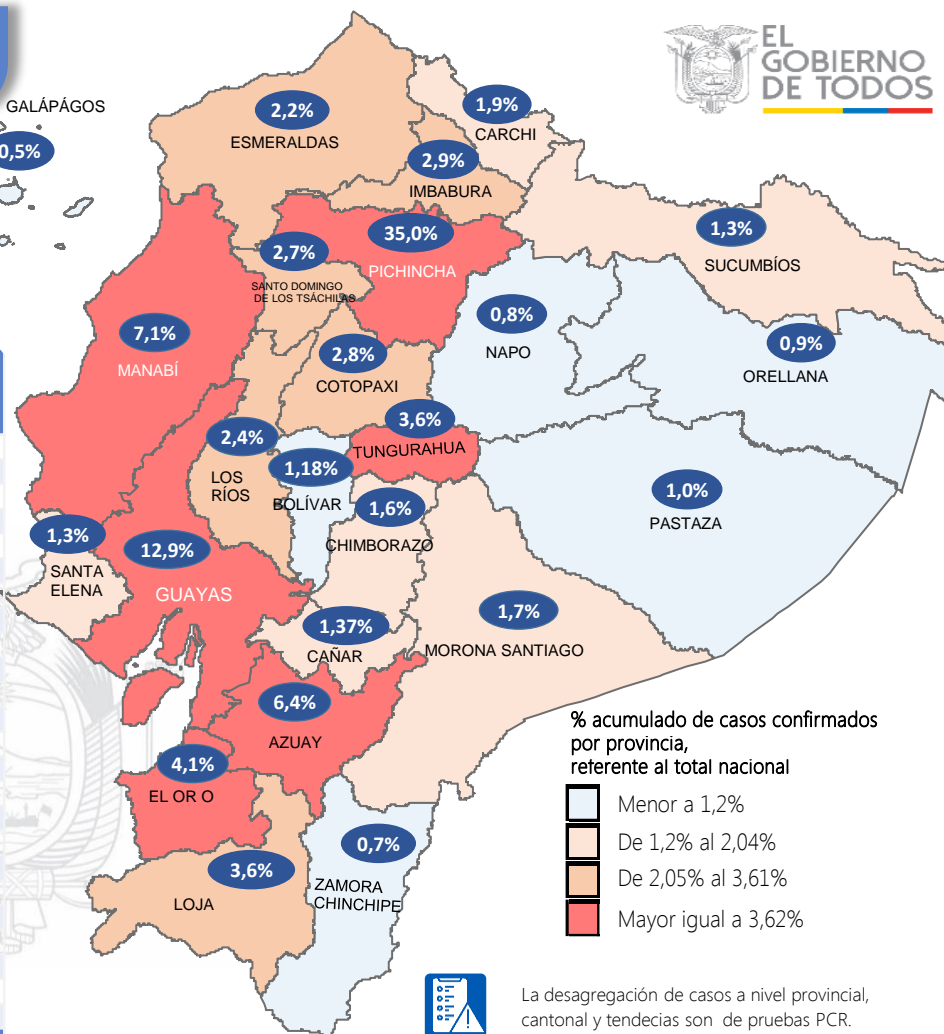 EL
GOBIERNO
DE TODOS
GALÁPÁGOS
0,5%
2,2%
ESMERALDAS
1,9%
CARCHI
2,9%
IMBABURA
1,3%
SUCUMBÍOS
35,0%
PICHINCHA
2,7%
SANTO DOMINGO
DE LOS TSÁCHILAS
7,1%
MANABÍ
0,8%
NAPO
0,9%
ORELLANA
2,8%
COTOPAXI
3,6%
TUNGURAHUA
2,4%
LOS
RÍOS
1,18%
BOLÍVAR
1,0%
PASTAZA
1,6%
CHIMBORAZO
1,3%
SANTA
ELENA
12,9%
GUAYAS
1,37%
CAÑAR
1,7%
MORONA SANTIAGO
6,4%
AZUAY
4,1%
EL OR O
3,6%
LOJA
0,7%
ZAMORA
CHINCHIPE
% acumulado de casos confirmados
por provincia,
referente al total nacional
Menor a 1,2%
De 1,2% al 2,04%
De 2,05% al 3,61%
Mayor igual a 3,62%
La desagregación de casos a nivel provincial,
cantonal y tendecias son de pruebas PCR.